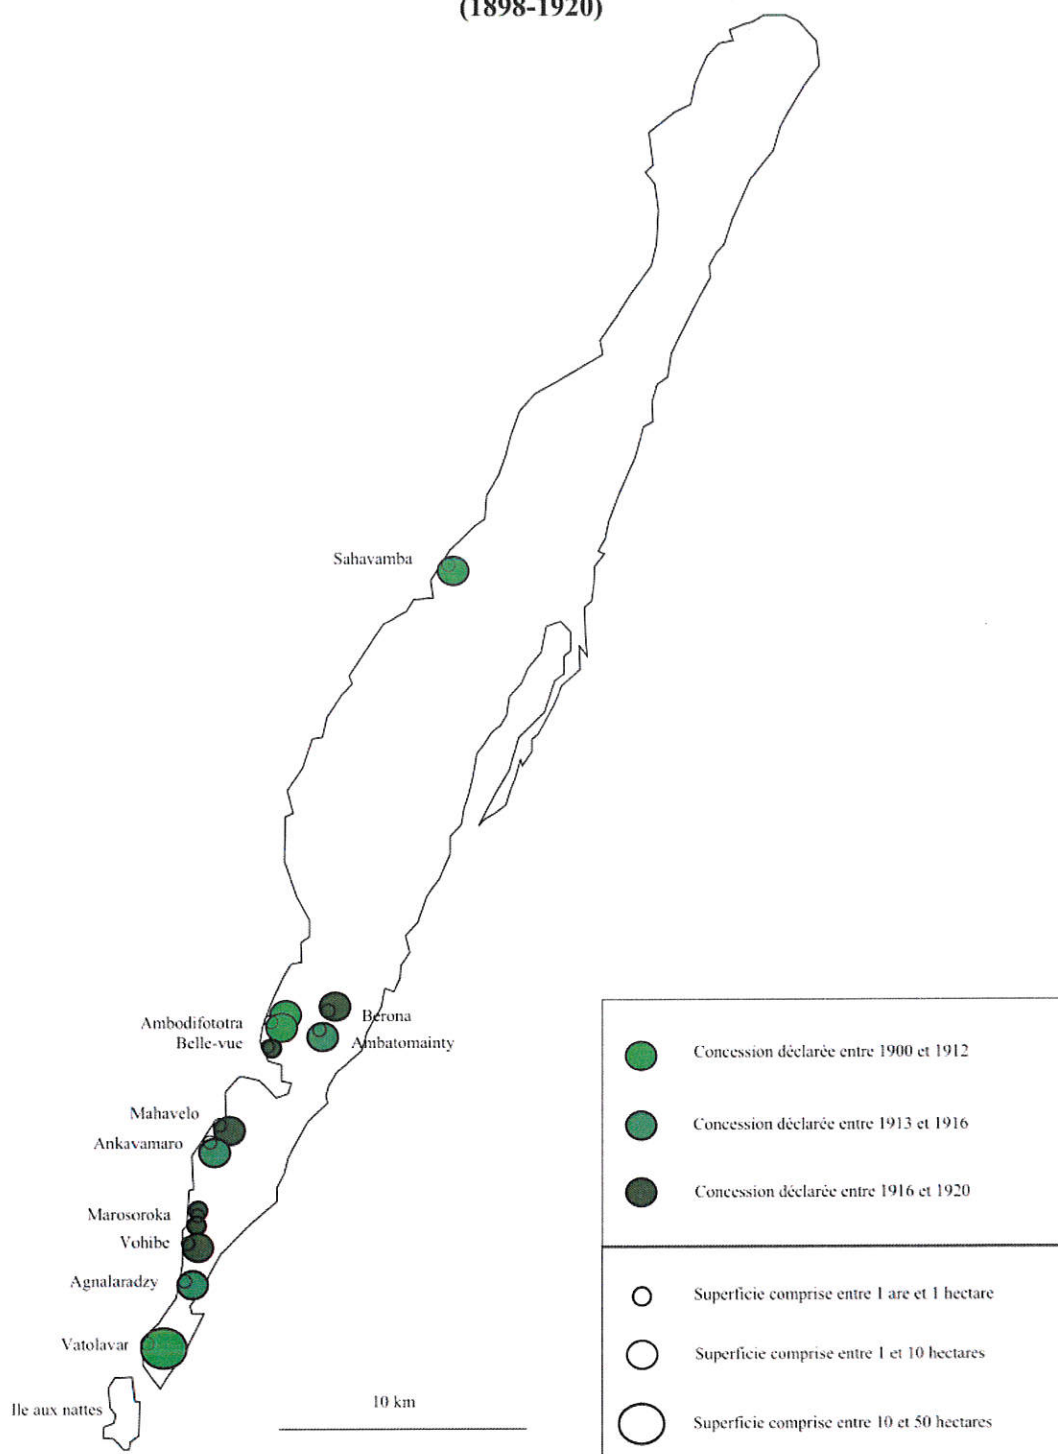 (1898-1920)
Sahavamba
Ambodifototra
Belle-vue
Berona
Ambatomainty
Mahavelo
Ankavamaro
Marosoroka
Vohibe
Agnalaradzy
Vatolavar
Ile aux nattes
10 km
Concession déclarée entre 1900 et 1912
Concession déclarée entre 1913 et 1916
Concession déclarée entre 1916 et 1920
Superficie comprise entre 1 are et 1 hectare
Superficie comprise entre 1 et 10 hectares
Superficie comprise entre 10 et 50 hectares